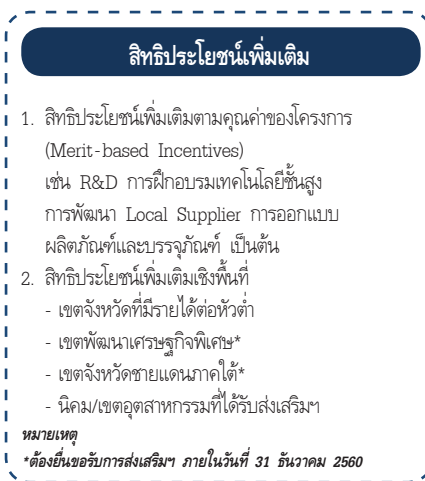 สิทธิประโยชน์เพิ่มเติม
1. สิทธิประโยชน์เพิ่มเติมตามคุณค่าของโครงการ
(Merit-based Incentives)
เช่น R&D การฝึกอบรมเทคโนโลยีชั้นสูง
การพัฒนา Local Supplier การออกแบบ
ผลิตภัณฑ์และบรรจุภัณฑ์ เป็นต้น
2. สิทธิประโยชน์เพิ่มเติมเชิงพื้นที่
- เขตจังหวัดที่มีรายได้ต่อหัวต่ำ
- เขตพัฒนาเศรษฐกิจพิเศษ*
- เขตจังหวัดชายแดนภาคใต้*
- นิคม/เขตอุตสาหกรรมที่ได้รับส่งเสริมฯ
หมายเหตุ
*ต้องยื่นขอรับการส่งเสริมฯ ภายในวันที่ 31 ธันวาคม 2560